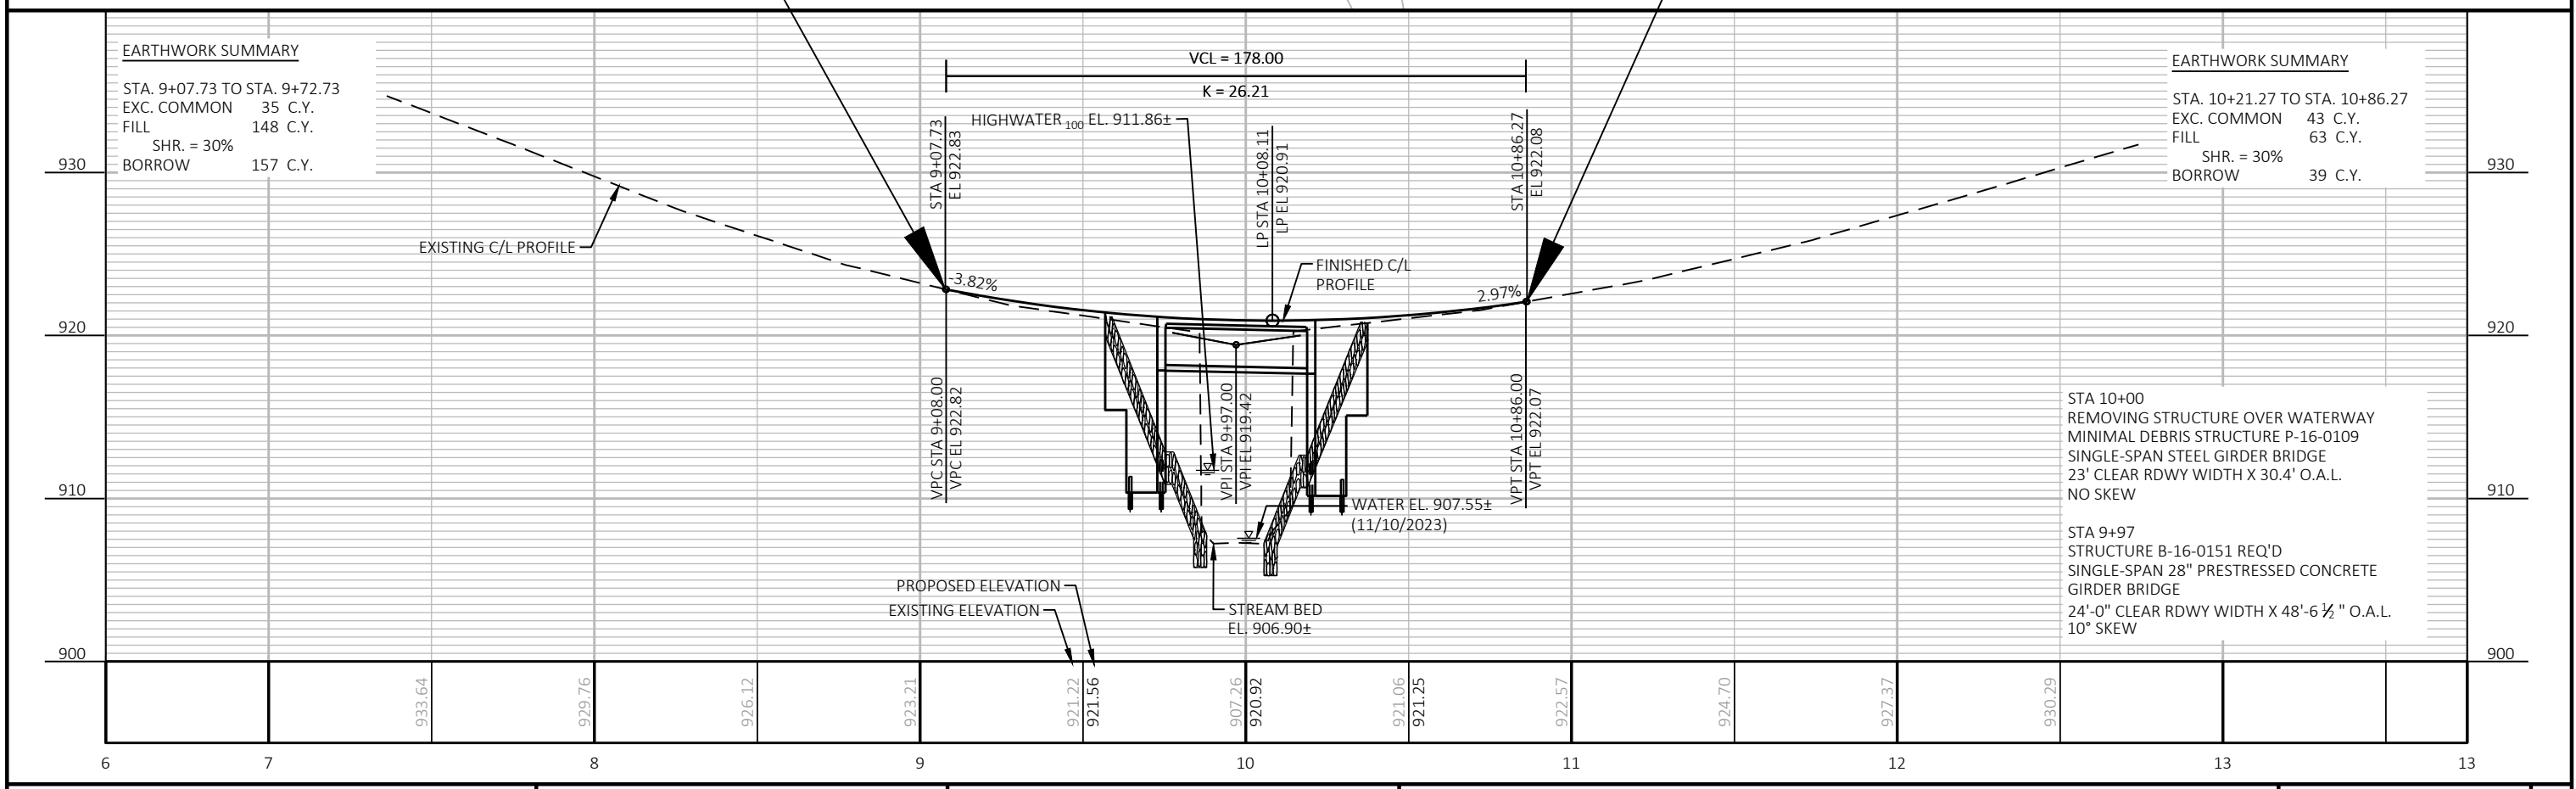 EARTHWORK SUMMARY
STA. 9+07.73 TO STA. 9+72.73
EXC. COMMON 35 C.Y.
FILL 148 C.Y.
SHR. = 30%
BORROW 157 C.Y.
VCL = 178.00
K = 26.21
HIGHWATER 100 EL. 911.86±
STA 9+07.73
EL 922.83
LP STA 10+08.11
LP EL 920.91
STA 10+86.27
EL 922.08
EARTHWORK SUMMARY
STA. 10+21.27 TO STA. 10+86.27
EXC. COMMON 43 C.Y.
FILL 63 C.Y.
SHR. = 30%
BORROW 39 C.Y.
930
930
EXISTING C/L PROFILE
-3.82%
FINISHED C/L
PROFILE
2.97%
920
920
VPC STA 9+08.00
VPC EL 922.82
VPI STA 9+97.00
VPI EL 919.42
VPT STA 10+86.00
VPT EL 922.07
910
910
WATER EL. 907.55±
(11/10/2023)
STA 10+00
REMOVING STRUCTURE OVER WATERWAY
MINIMAL DEBRIS STRUCTURE P-16-0109
SINGLE-SPAN STEEL GIRDER BRIDGE
23' CLEAR RDWY WIDTH X 30.4' O.A.L.
NO SKEW
STA 9+97
STRUCTURE B-16-0151 REQ'D
SINGLE-SPAN 28" PRESTRESSED CONCRETE
GIRDER BRIDGE
24'-0" CLEAR RDWY WIDTH X 48'-6 ½ " O.A.L.
10° SKEW
PROPOSED ELEVATION
EXISTING ELEVATION
STREAM BED
EL. 906.90±
900
900
933.64
929.76
926.12
923.21
921.22
921.56
907.26
920.92
921.06
921.25
922.57
924.70
927.37
930.29
6 7 8 9 10 11 12 13 13